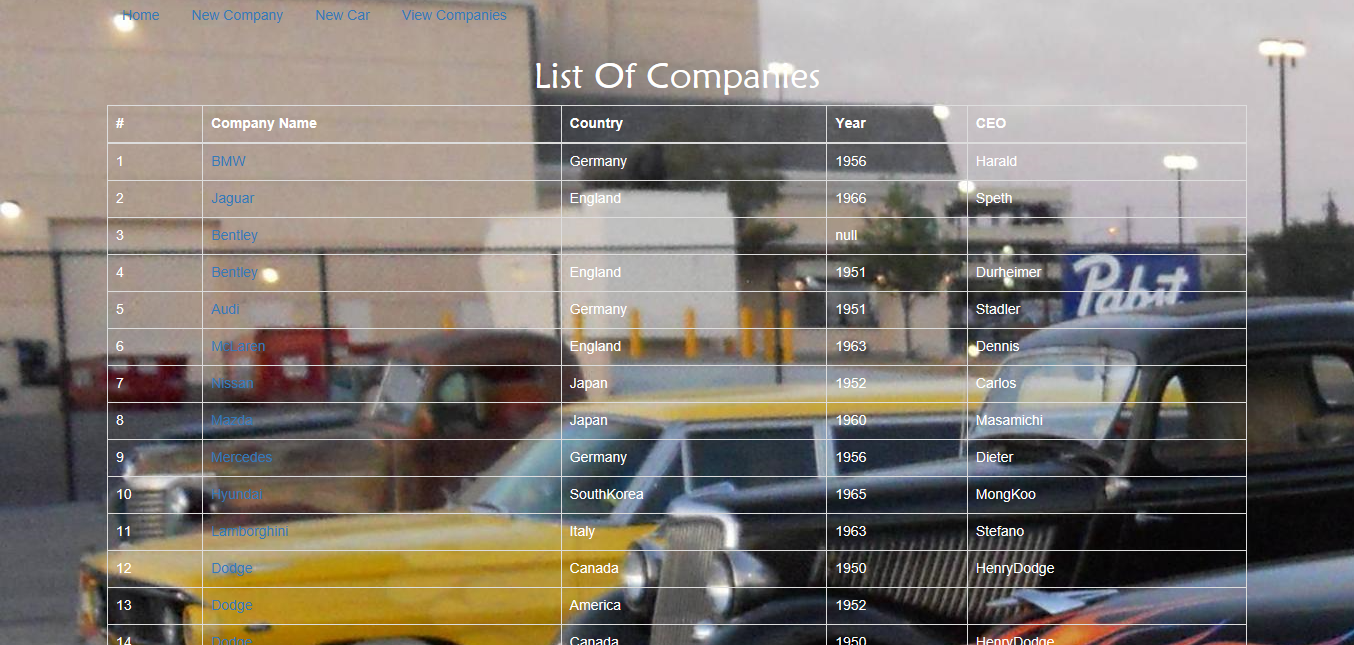 Home New Company New Car View Companies
List Of Companies
# Company Name Country Year CEO
1 BMW Germany 1956 Harald
2 Jaguar England 1966 Speth
3 Bentley null
4 Bentley England 1951 Durheimer
5 Audi Germany 1951 Stadler
6 McLaren England 1963 Dennis
7 Nissan Japan 1952 Carlos
8 Mazda Japan 1960 Masamichi
9 Mercedes Germany 1956 Dieter
10 Hyundai SouthKorea 1965 MongKoo
11 Lamborghini Italy 1963 Stefano
12 Dodge Canada 1950 HenryDodge
13 Dodge America 1952
14 Dodge Canada 1950 HenryDodge
Pabst